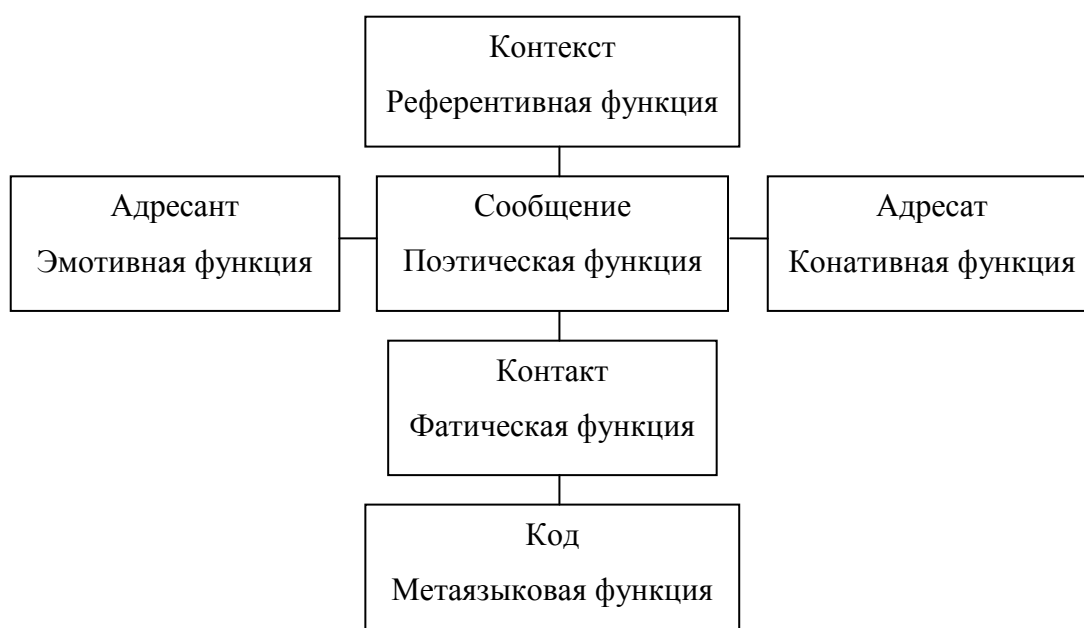 Контекст
Референтивная функция
Адресант
Эмотивная функция
Сообщение
Поэтическая функция
Адресат
Конативная функция
Контакт
Фатическая функция
Код
Метаязыковая функция